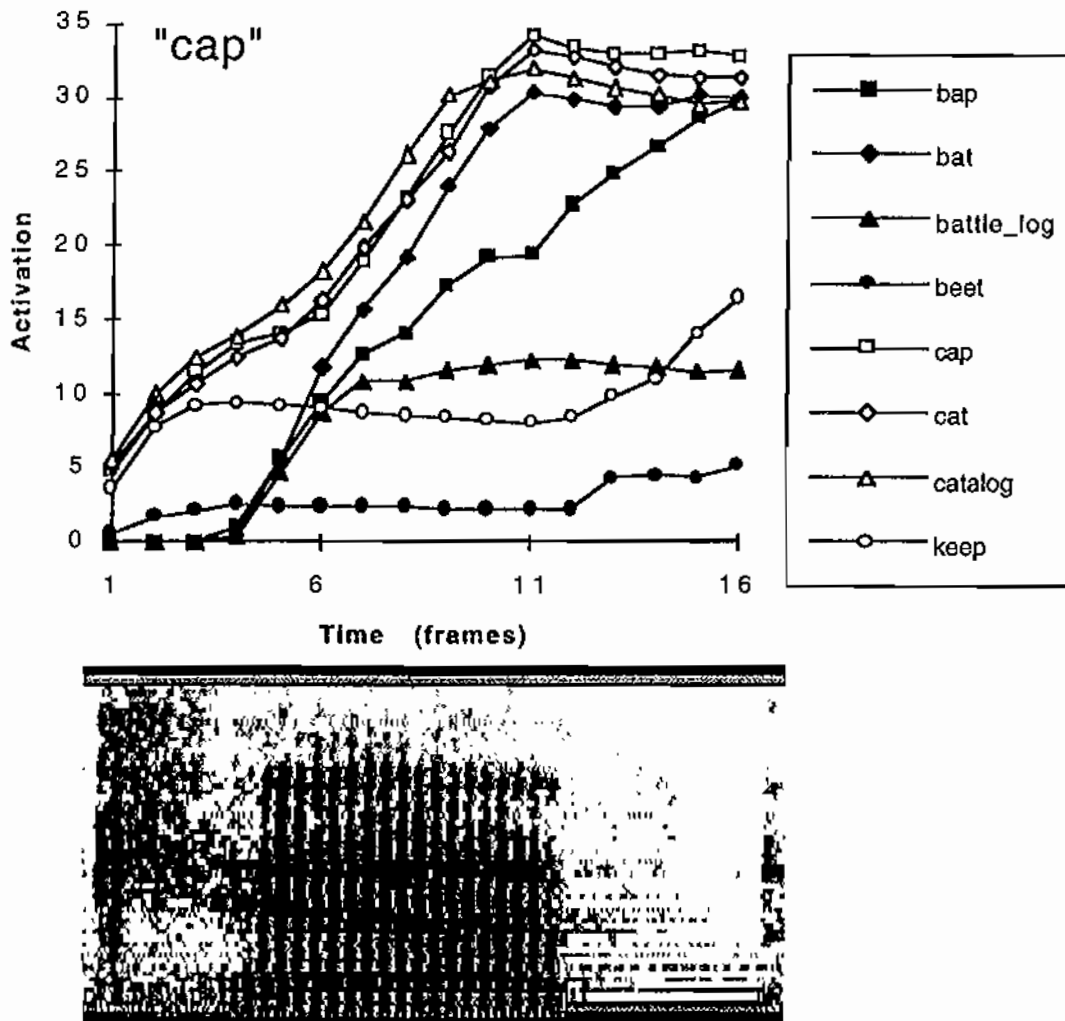 "cap"
Activation
35
30
25
20
15
10
5
0
1 6 11 16
Time (frames)
bap
bat
battle_log
beet
cap
cat
catalog
keep